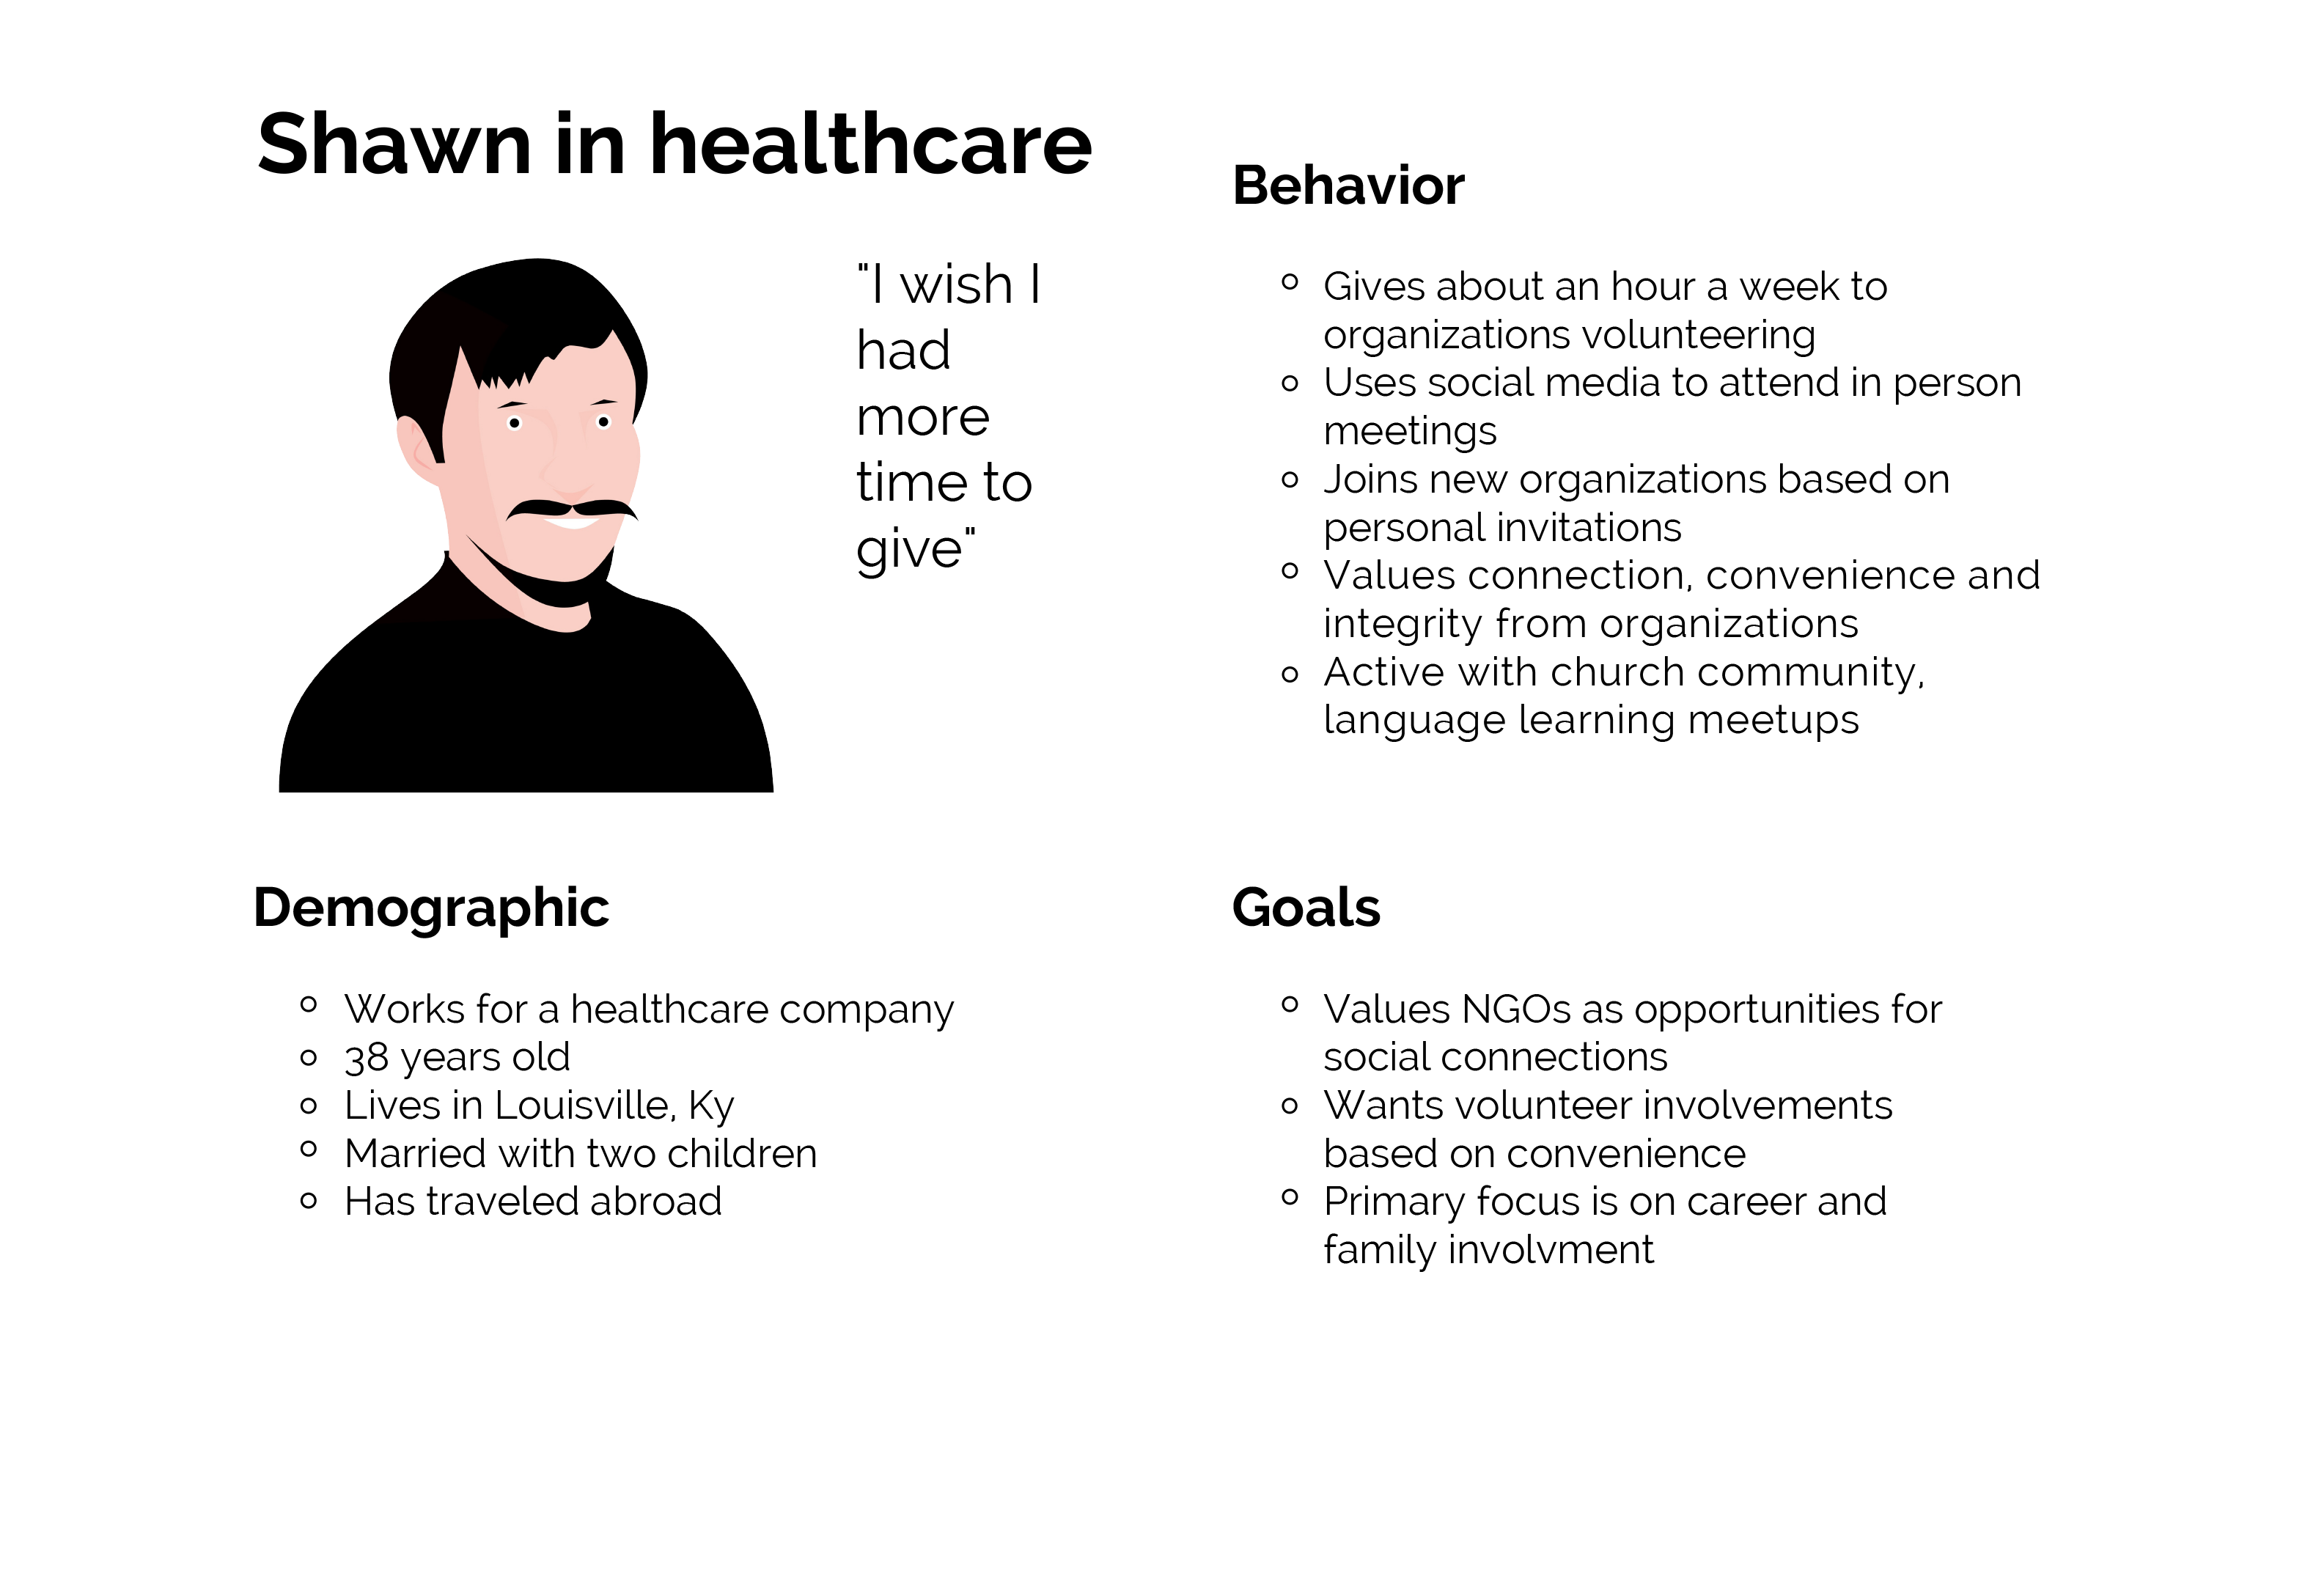 Shawn in healthcare
"I wish I
had
more
time to
give"
Behavior
Gives about an hour a week to
organizations volunteering
Uses social media to attend in person
meetings
Joins new organizations based on
personal invitations
Values connection, convenience and
integrity from organizations
Active with church community,
language learning meetups
Demographic
Works for a healthcare company
38 years old
Lives in Louisville, Ky
Married with two children
Has traveled abroad
Goals
Values NGOs as opportunities for
social connections
Wants volunteer involvements
based on convenience
Primary focus is on career and
family involvment